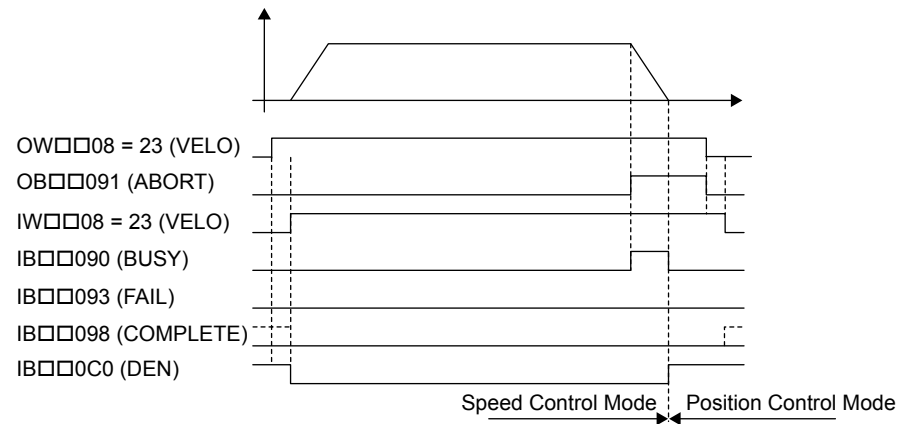 OW□□08 = 23 (VELO)
OB□□091 (ABORT)
IW□□08 = 23 (VELO)
IB□□090 (BUSY)
IB□□093 (FAIL)
IB□□098 (COMPLETE)
IB□□0C0 (DEN)
Speed Control Mode Position Control Mode